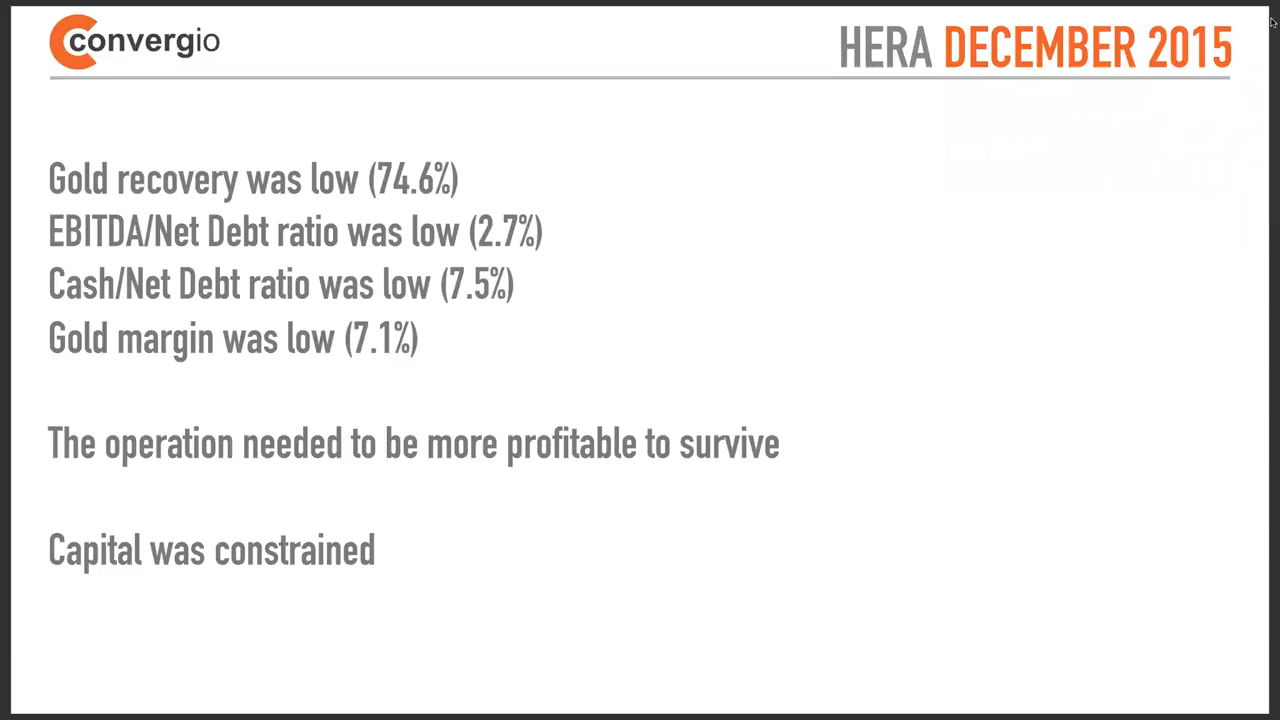 convergio
HERA DECEMBER 2015
Gold recovery was low (74.6%)
EBITDA/Net Debt ratio was low (2.7%)
Cash/Net Debt ratio was low (7.5%)
Gold margin was low (7.1%)
The operation needed to be more profitable to survive
Capital was constrained